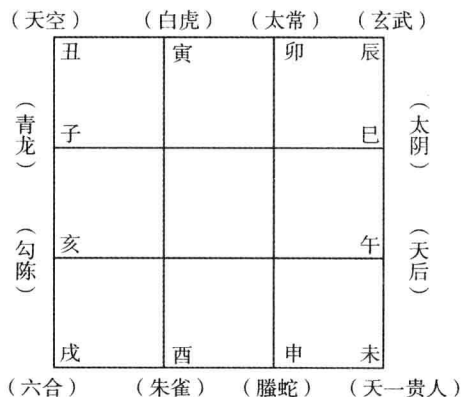 （天空） （白虎） （太常） （玄武）
丑 寅 卯 辰
（青龙） 子 巳 （太阴）
（勾陈） 亥 午 （天后）
戌 酉 申 未
（六合） （朱雀） （螣蛇） （天一贵人）